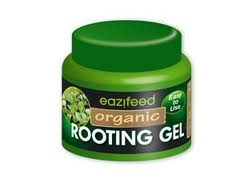 eazifeed
organic
ROOTING GEL
Easy to
Use